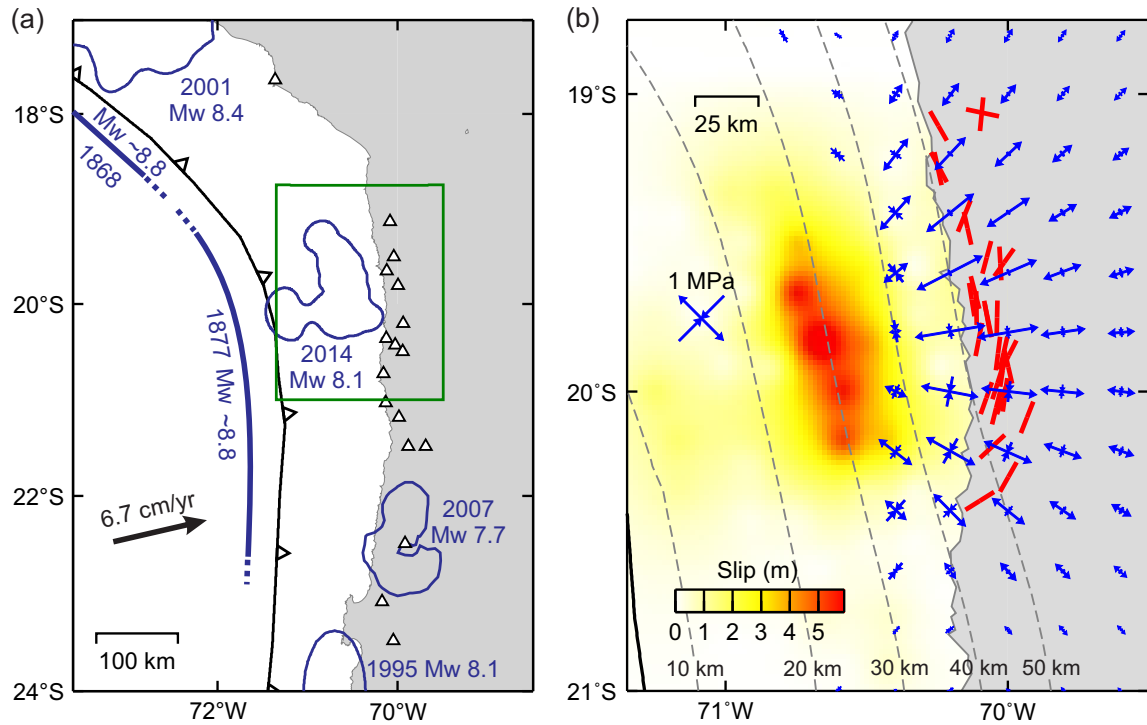 (a)
2001
Mw 8.4
18°S
Mw ~8.8
1868
20°S
2014
Mw 8.1
1877 Mw ~8.8
22°S
6.7 cm/yr
2007
Mw 7.7
100 km
1995 Mw 8.1
24°S
72°W
70°W
(b)
19°S
25 km
1 MPa
20°S
Slip (m)
0 1 2 3 4 5
10 km
20 km
30 km
40 km
50 km
21°S
71°W
70°W